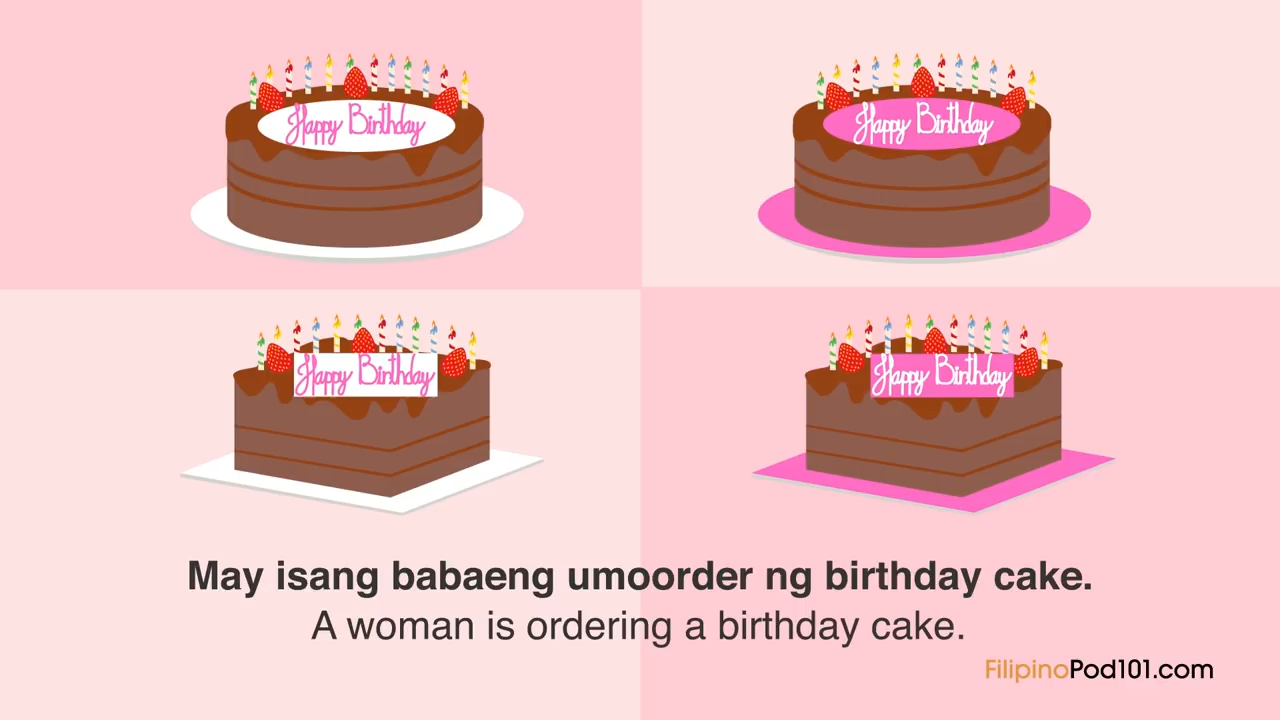 Happy Birthday
Happy Birthday
Happy Birthday
Happy Birthday
May isang babaeng umoorder ng birthday cake.
A woman is ordering a birthday cake.
FilipinoPod101.com